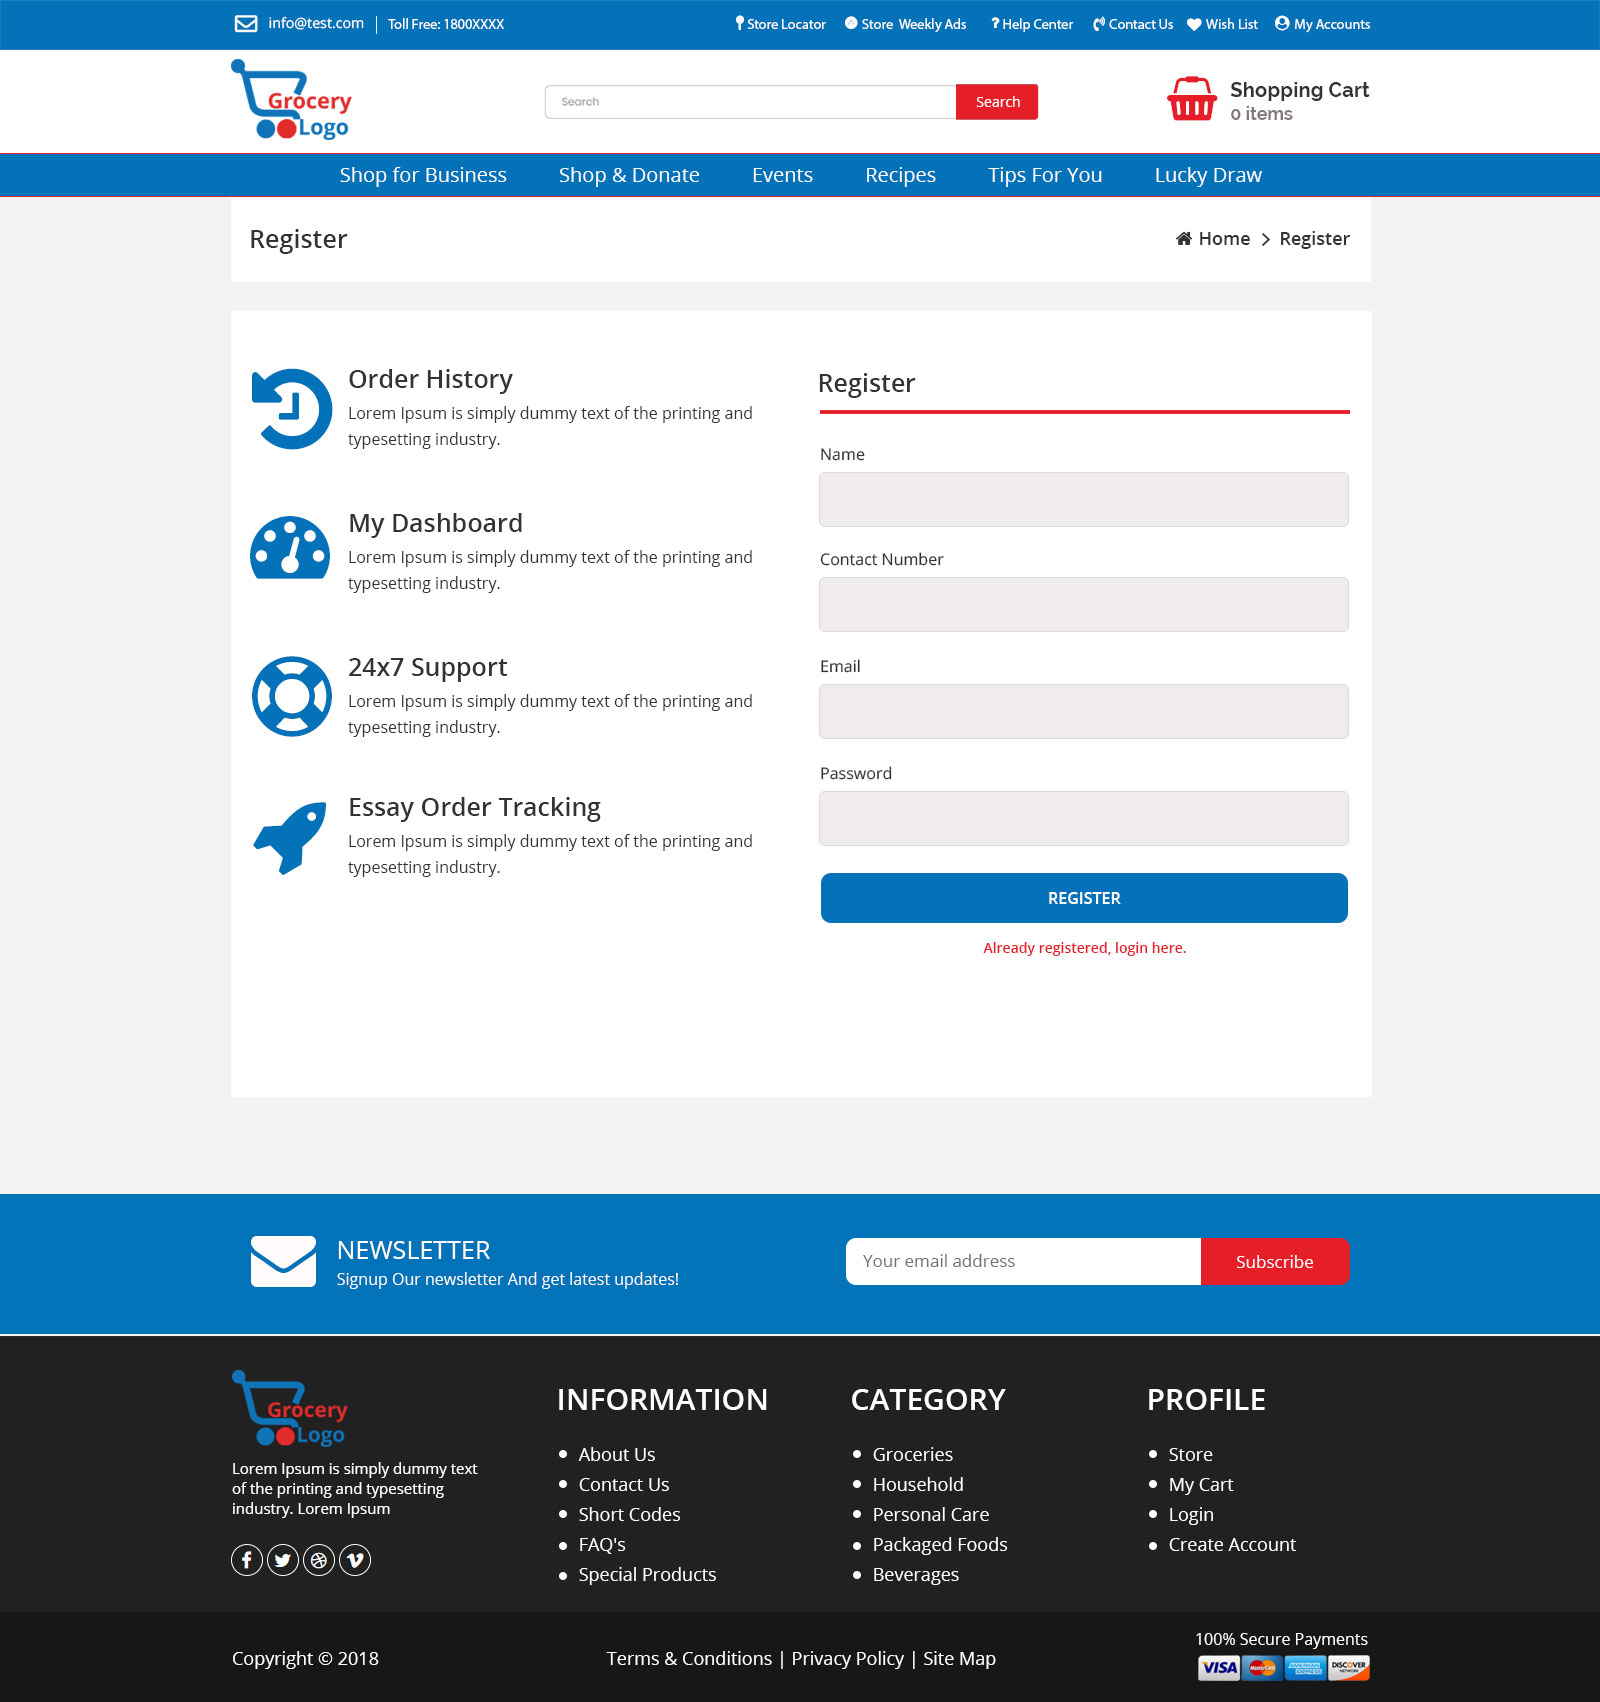 info@test.com | Toll Free: 1800XXXX
Store Locator
Store Weekly Ads
? Help Center
Contact Us
Wish List
My Accounts
Grocery
Logo
Search
Search
Shopping Cart
0 items
Shop for Business
Shop & Donate
Events
Recipes
Tips For You
Lucky Draw
Register
Home > Register
Order History
Lorem Ipsum is simply dummy text of the printing and
typesetting industry.
My Dashboard
Lorem Ipsum is simply dummy text of the printing and
typesetting industry.
24x7 Support
Lorem Ipsum is simply dummy text of the printing and
typesetting industry.
Essay Order Tracking
Lorem Ipsum is simply dummy text of the printing and
typesetting industry.
Register
Name
Contact Number
Email
Password
REGISTER
Already registered, login here.
NEWSLETTER
Signup Our newsletter And get latest updates!
Your email address
Subscribe
Grocery
Logo
Lorem Ipsum is simply dummy text
of the printing and typesetting
industry. Lorem Ipsum
INFORMATION
• About Us
• Contact Us
• Short Codes
• FAQ's
• Special Products
CATEGORY
• Groceries
• Household
• Personal Care
• Packaged Foods
• Beverages
PROFILE
• Store
• My Cart
• Login
• Create Account
Copyright © 2018
Terms & Conditions | Privacy Policy | Site Map
100% Secure Payments
VISA
MasterCard
AMERICAN
EXPRESS
DISCOVER
NETWORK